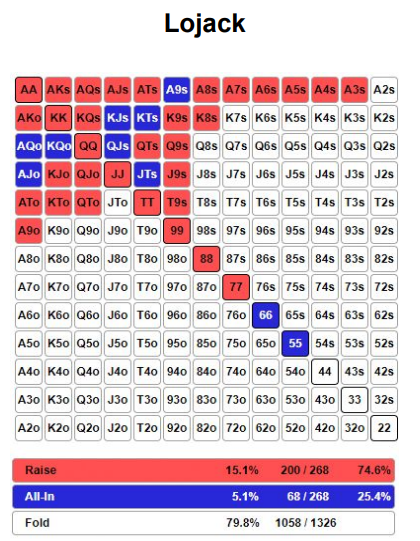 Lojack
AA AKs AQs AJs ATs A9s A8s A7s A6s A5s A4s A3s A2s
AKo KK KQs KJs KTs K9s K8s K7s K6s K5s K4s K3s K2s
AQo KQo QQ QJs QTs Q9s Q8s Q7s Q6s Q5s Q4s Q3s Q2s
AJo KJo QJo JJ JTs J9s J8s J7s J6s J5s J4s J3s J2s
ATo KTo QTo JTo TT T9s T8s T7s T6s T5s T4s T3s T2s
A9o K9o Q9o J9o T9o 99 98s 97s 96s 95s 94s 93s 92s
A8o K8o Q8o J8o T8o 98o 88 87s 86s 85s 84s 83s 82s
A7o K7o Q7o J7o T7o 97o 87o 77 76s 75s 74s 73s 72s
A6o K6o Q6o J6o T6o 96o 86o 76o 66 65s 64s 63s 62s
A5o K5o Q5o J5o T5o 95o 85o 75o 65o 55 54s 53s 52s
A4o K4o Q4o J4o T4o 94o 84o 74o 64o 54o 44 43s 42s
A3o K3o Q3o J3o T3o 93o 83o 73o 63o 53o 43o 33 32s
A2o K2o Q2o J2o T2o 92o 82o 72o 62o 52o 42o 32o 22
Raise 15.1% 200 / 268 74.6%
All-In 5.1% 68 / 268 25.4%
Fold 79.8% 1058 / 1326